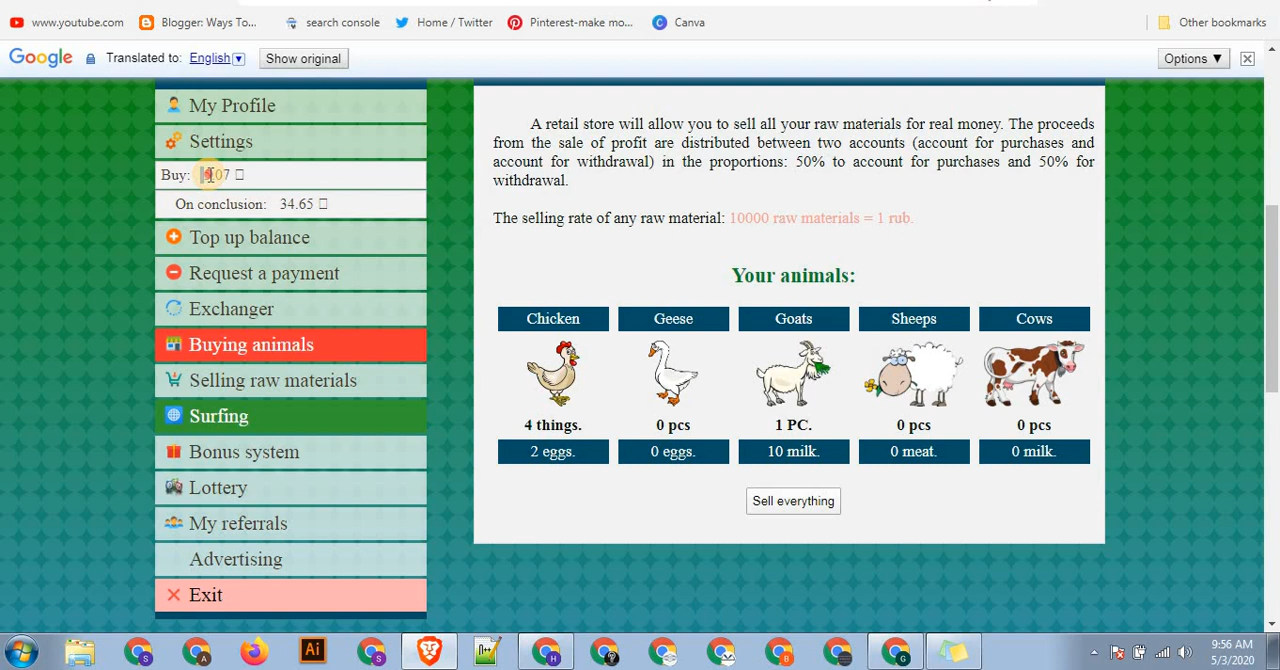 www.youtube.com Blogger: Ways To... search console Home / Twitter Pinterest-make mo... Canva Other bookmarks
Google Translated to: English Show original Options ▼
My Profile
Settings
Buy:
On conclusion: 34.65
Top up balance
Request a payment
Exchanger
Buying animals
Selling raw materials
Surfing
Bonus system
Lottery
My referrals
Advertising
Exit
A retail store will allow you to sell all your raw materials for real money. The proceeds
from the sale of profit are distributed between two accounts (account for purchases and
account for withdrawal) in the proportions: 50% to account for purchases and 50% for
withdrawal.
The selling rate of any raw material: 10000 raw materials = 1 rub.
Your animals:
Chicken Geese Goats Sheeps Cows
4 things. 0 pcs 1 PC. 0 pcs 0 pcs
2 eggs. 0 eggs. 10 milk. 0 meat. 0 milk.
Sell everything
Ai
S A S H B G
9:56 AM
5/3/2020